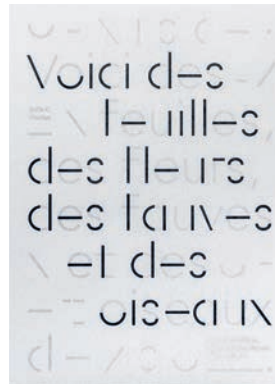 Voici des
feuilles,
des fleurs,
des fauves
et des
oiseaux